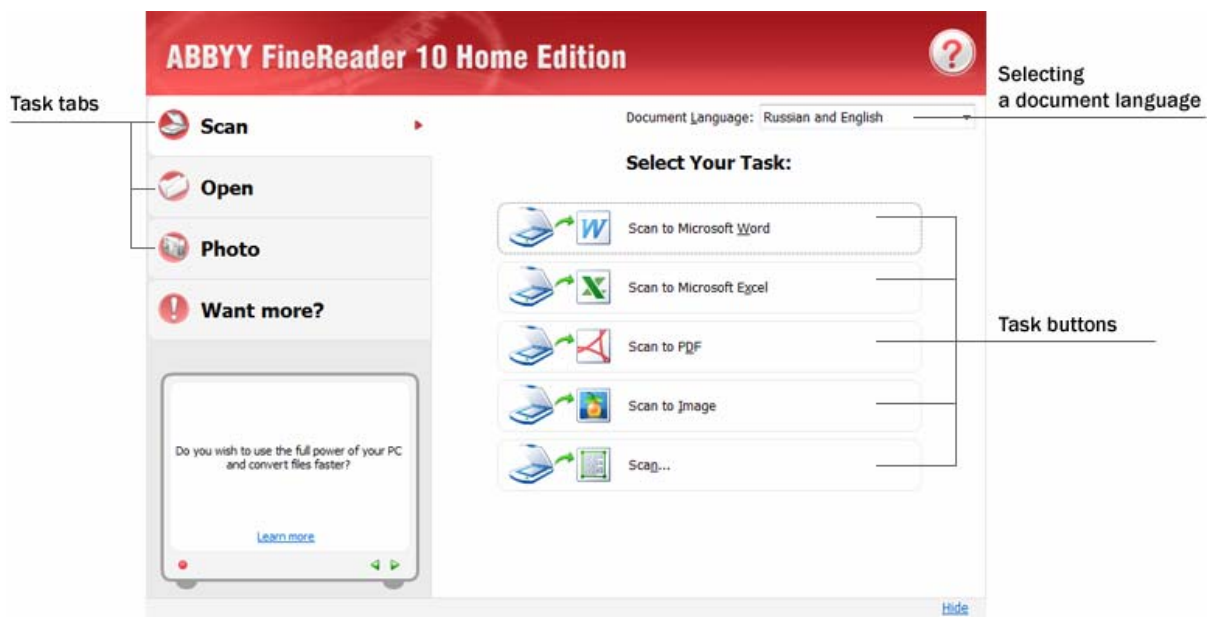 ABBYY FineReader 10 Home Edition
?
Selecting
a document language
Task tabs
Scan
Document Language: Russian and English
Select Your Task:
Open
Photo
Want more?
W
Scan to Microsoft Word
Scan to Microsoft Excel
Scan to PDF
Scan to Image
Scan...
Task buttons
Do you wish to use the full power of your PC
and convert files faster?
Learn more
Hide